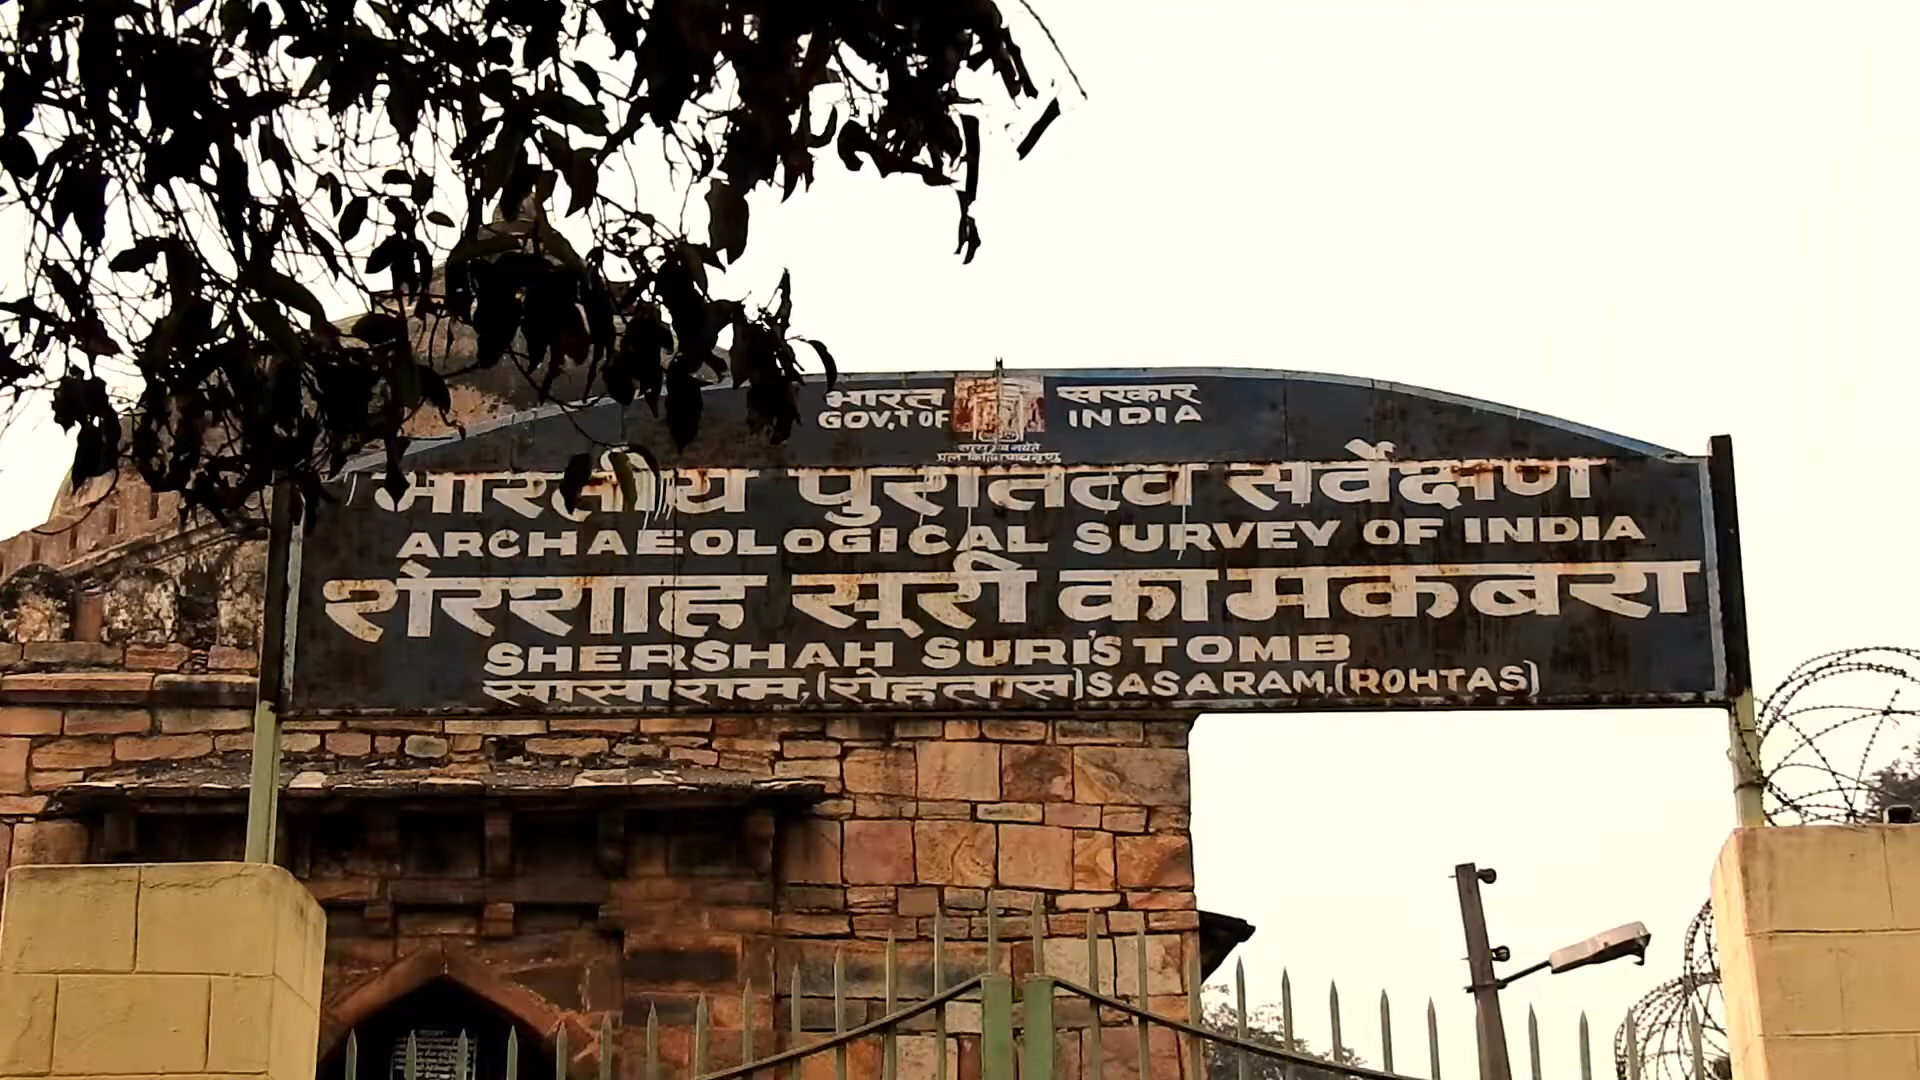 भारत सरकार
GOV,T OF INDIA
भारतीय पुरातत्व सर्वेक्षण
ARCHAEOLOGICAL SURVEY OF INDIA
शेरशाह सूरी का मकबरा
SHERSHAH SURI'S TOMB
सासाराम,(रोहतास)SASARAM,(ROHTAS)